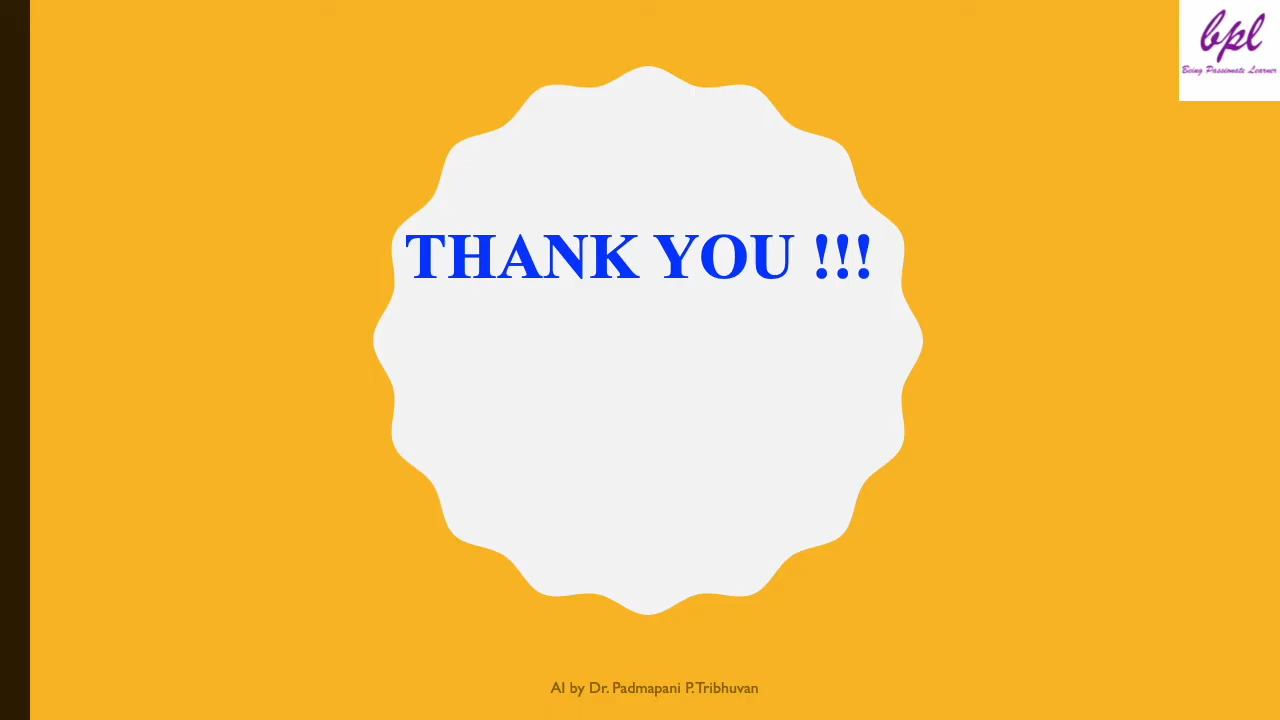 bpl
Being Passionate Learner
THANK YOU !!!
AI by Dr. Padmapani P. Tribhuvan